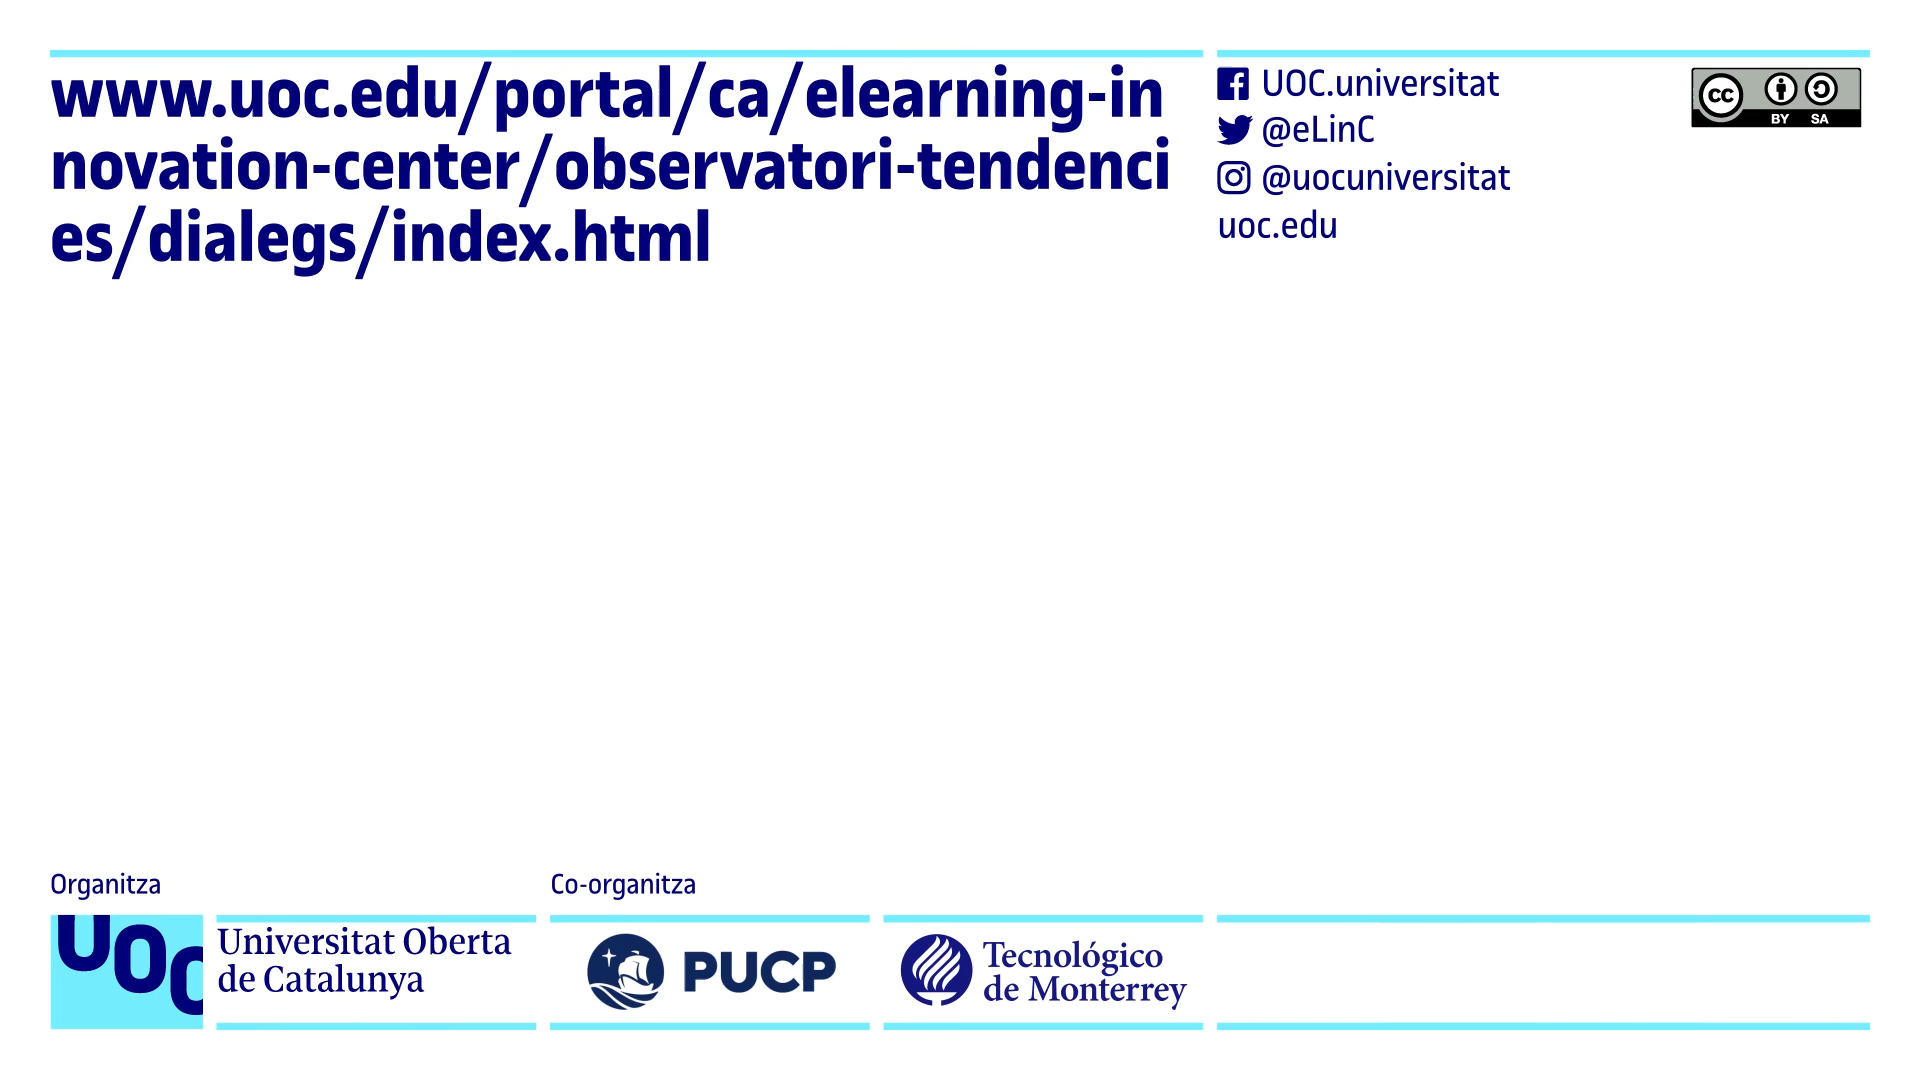 www.uoc.edu/portal/ca/elearning-in
novation-center/observatori-tendenci
es/dialegs/index.html
UOC.universitat
@eLinC
@uocuniversitat
uoc.edu
cc
BY SA
Organitza
UOC
Universitat Oberta
de Catalunya
Co-organitza
PUCP
Tecnológico
de Monterrey